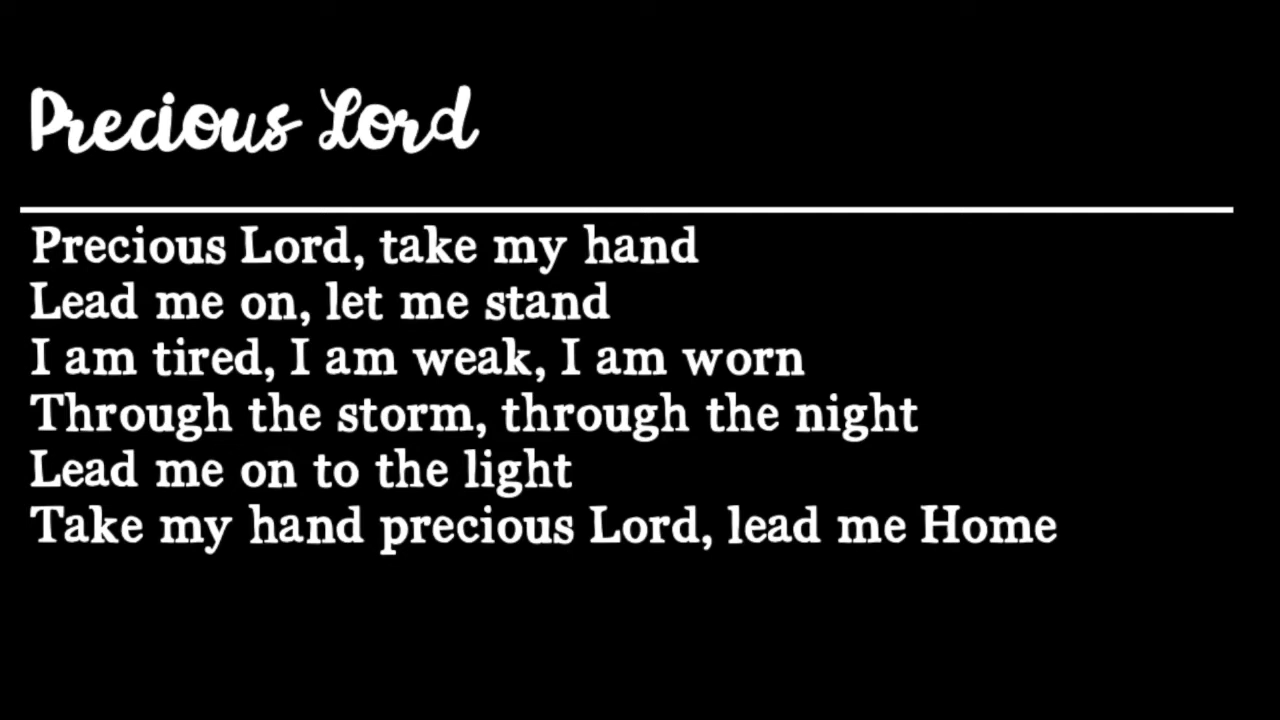 Precious Lord
Precious Lord, take my hand
Lead me on, let me stand
I am tired, I am weak, I am worn
Through the storm, through the night
Lead me on to the light
Take my hand precious Lord, lead me Home